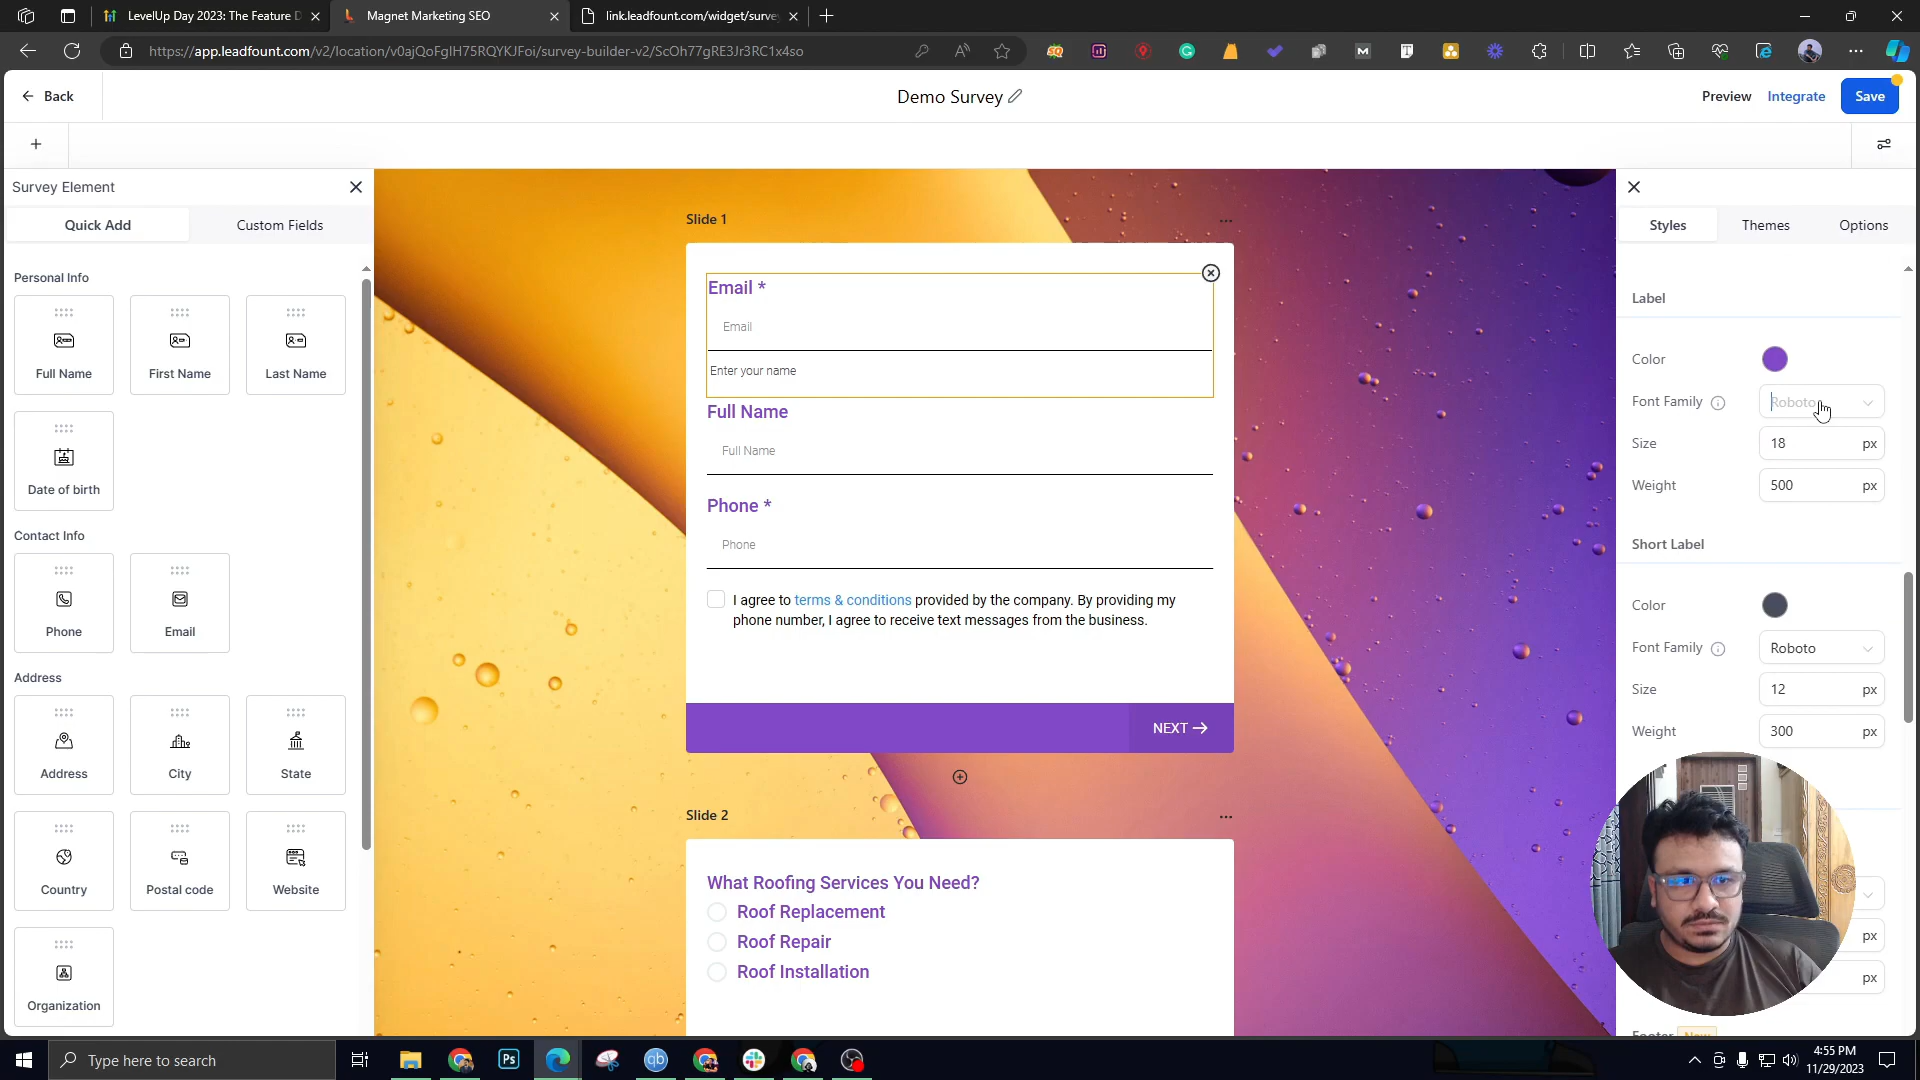 LevelUp Day 2023: The Feature D
Magnet Marketing SEO
link.leadfount.com/widget/surve
https://app.leadfount.com/v2/location/v0ajQoFgIH75RQYKJFoi/survey-builder-v2/ScOh77gRE3Jr3RC1x4so
Back
Demo Survey
Preview
Integrate
Save
Survey Element
Quick Add
Custom Fields
Personal Info
Full Name
First Name
Last Name
Date of birth
Contact Info
Phone
Email
Address
Address
City
State
Country
Postal code
Website
Organization
Slide 1
Email *
Email
Enter your name
Full Name
Full Name
Phone *
Phone
I agree to terms & conditions provided by the company. By providing my
phone number, I agree to receive text messages from the business.
NEXT
Slide 2
What Roofing Services You Need?
Roof Replacement
Roof Repair
Roof Installation
Styles
Themes
Options
Label
Color
Font Family
Roboto
Size
18 px
Weight
500 px
Short Label
Color
Font Family
Roboto
Size
12 px
Weight
300 px
px
px
Footer New
Type here to search
4:55 PM
11/29/2023